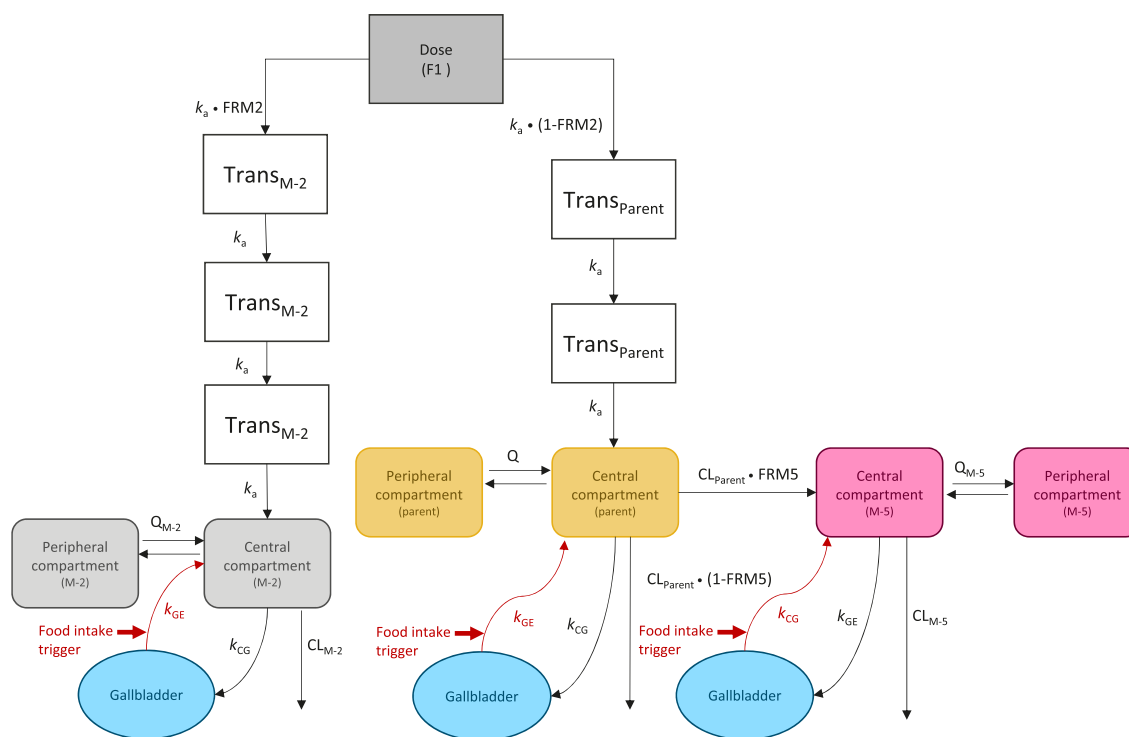 Dose
(F1 )
ka • FRM2
ka • (1-FRM2)
TransM-2
TransParent
ka
ka
TransM-2
TransParent
ka
ka
TransM-2
ka
Peripheral
compartment
(parent)
Q
Central
compartment
(parent)
CLParent • FRM5
Central
compartment
(M-5)
QM-5
Peripheral
compartment
(M-5)
Peripheral
compartment
(M-2)
QM-2
Central
compartment
(M-2)
CLParent • (1-FRM5)
kGE
Food intake
trigger
kCG
CLM-2
Gallbladder
kGE
Food intake
trigger
kCG
Gallbladder
kCG
Food intake
trigger
kGE
CLM-5
Gallbladder